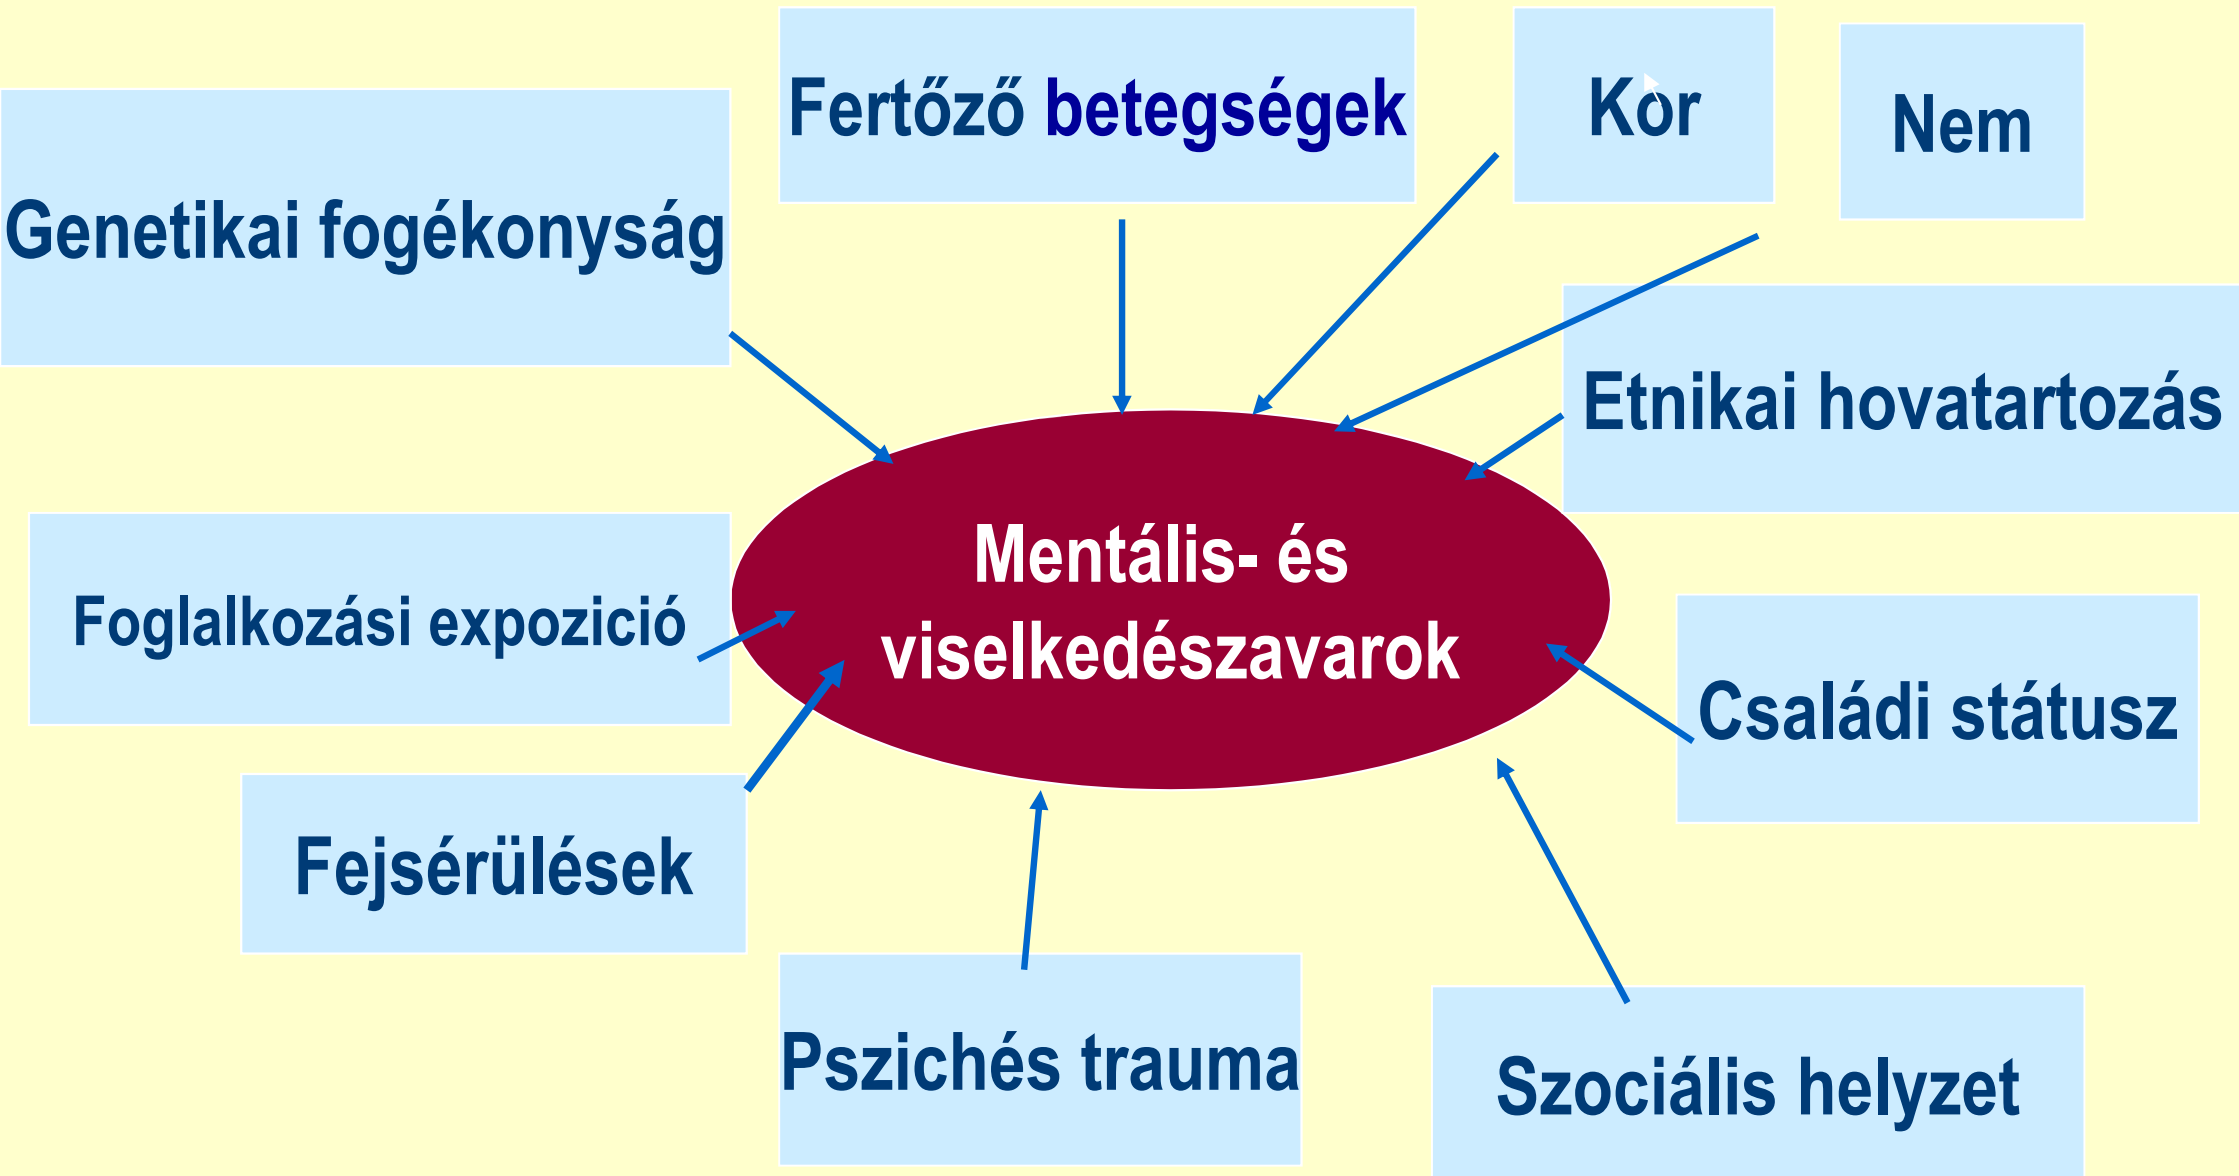 Fertőző betegségek
Kor
Nem
Genetikai fogékonyság
Etnikai hovatartozás
Mentális- és
viselkedészavarok
Foglalkozási expozició
Családi státusz
Fejsérülések
Pszichés trauma
Szociális helyzet